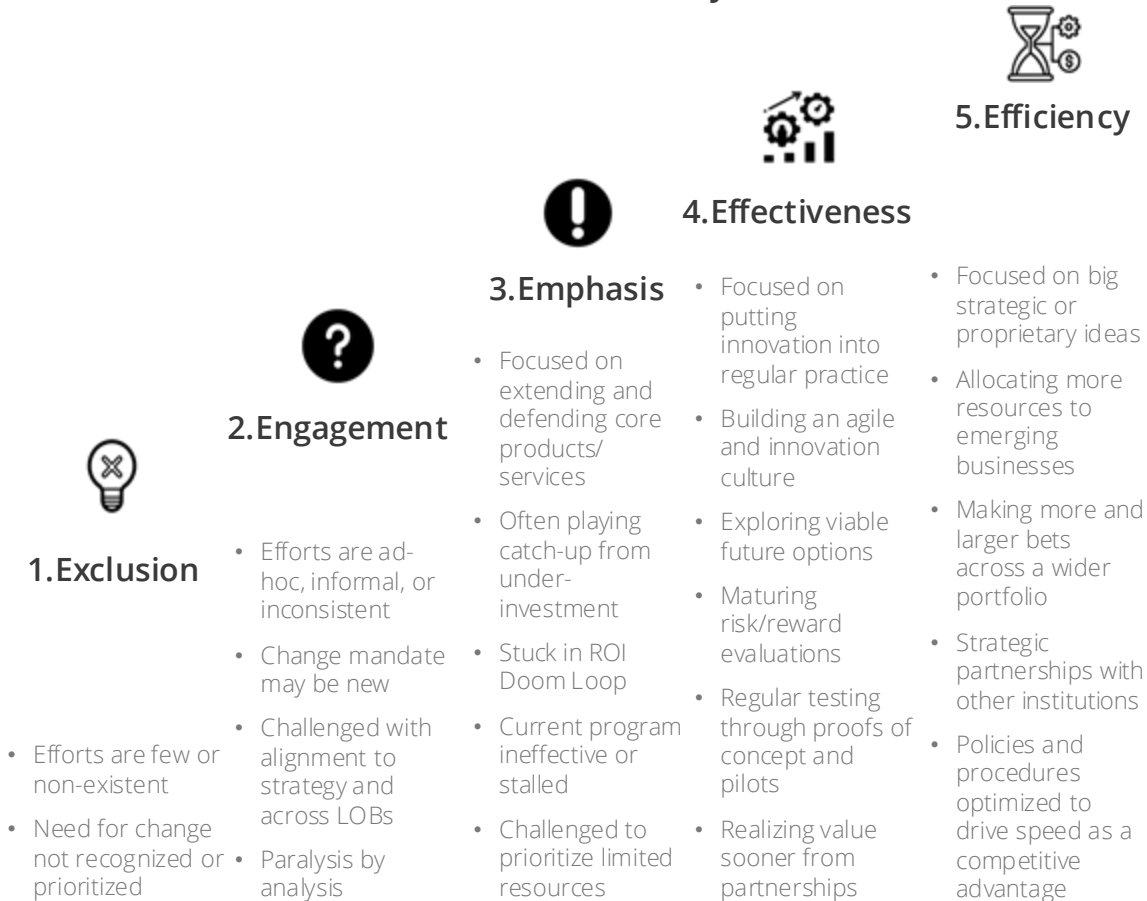 5.Efficiency
4.Effectiveness
3.Emphasis
2.Engagement
1.Exclusion
• Efforts are few or
non-existent
• Need for change
not recognized or
prioritized
• Efforts are ad-
hoc, informal, or
inconsistent
• Change mandate
may be new
• Challenged with
alignment to
strategy and
across LOBs
• Paralysis by
analysis
• Focused on
extending and
defending core
products/
services
• Often playing
catch-up from
under-
investment
• Stuck in ROI
Doom Loop
• Current program
ineffective or
stalled
• Challenged to
prioritize limited
resources
• Focused on
putting
innovation into
regular practice
• Building an agile
and innovation
culture
• Exploring viable
future options
• Maturing
risk/reward
evaluations
• Regular testing
through proofs of
concept and
pilots
• Realizing value
sooner from
partnerships
• Focused on big
strategic or
proprietary ideas
• Allocating more
resources to
emerging
businesses
• Making more and
larger bets
across a wider
portfolio
• Strategic
partnerships with
other institutions
• Policies and
procedures
optimized to
drive speed as a
competitive
advantage